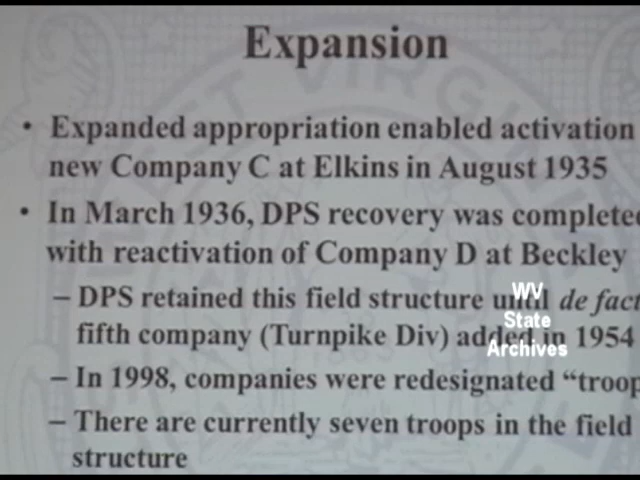 Expansion
• Expanded appropriation enabled activation
new Company C at Elkins in August 1935
• In March 1936, DPS recovery was complete
with reactivation of Company D at Beckley
– DPS retained this field structure until de fact
fifth company (Turnpike Div) added in 1954
– In 1998, companies were redesignated “troop
– There are currently seven troops in the field
structure
WV
State
Archives